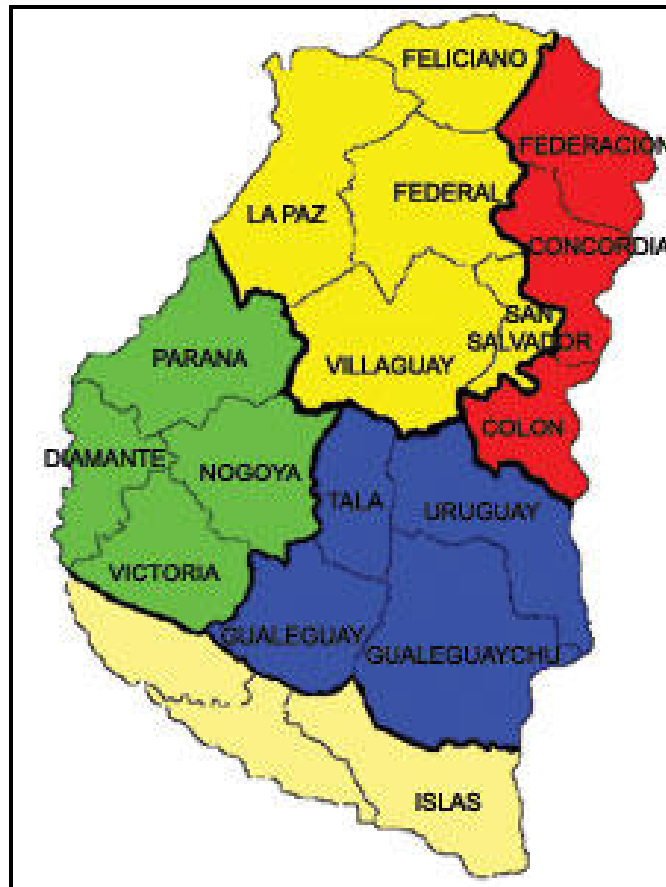 FELICIANO
FEDERACION
FEDERAL
LA PAZ
CONCORDIA
SAN
SALVADOR
PARANA
VILLAGUAY
COLON
DIAMANTE
NOGOYA
TALA
URUGUAY
VICTORIA
GUALEGUAY
GUALEGUAYCHU
ISLAS